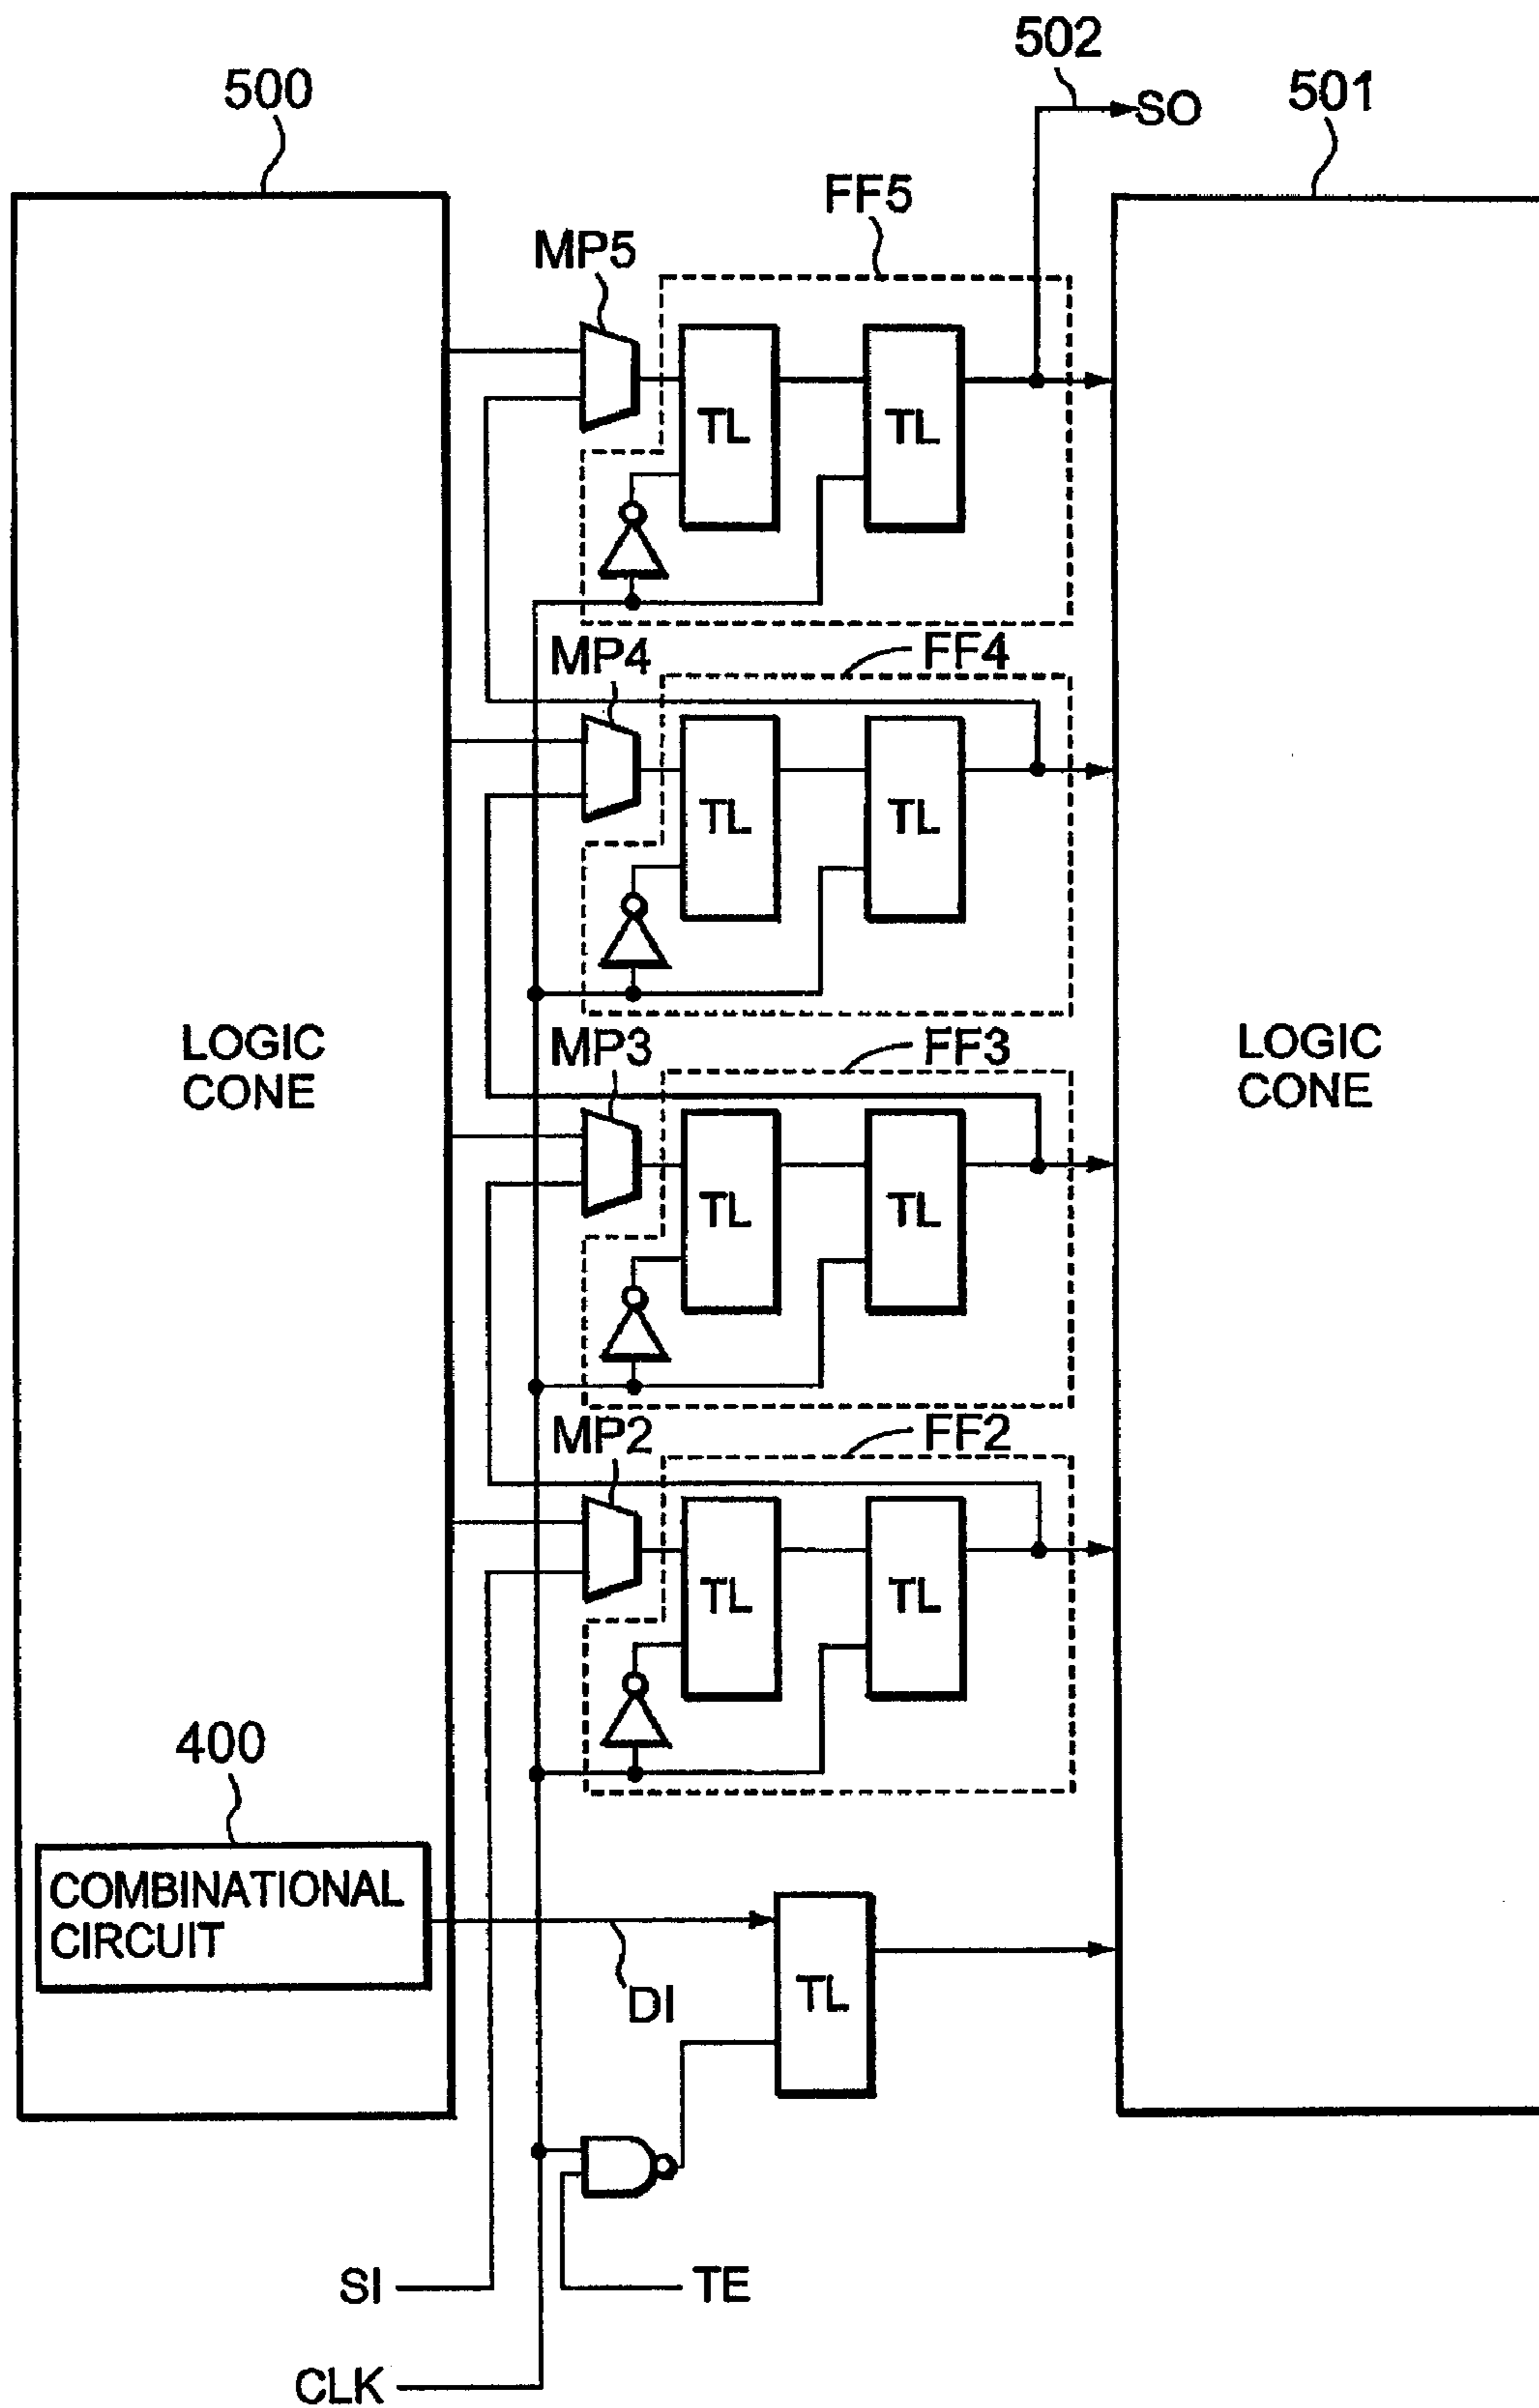 502
500
SO
501
FF5
MP5
TL
TL
MP4
FF4
TL
TL
LOGIC
CONE
MP3
FF3
LOGIC
CONE
TL
TL
MP2
FF2
TL
TL
400
COMBINATIONAL
CIRCUIT
DI
TL
SI
TE
CLK